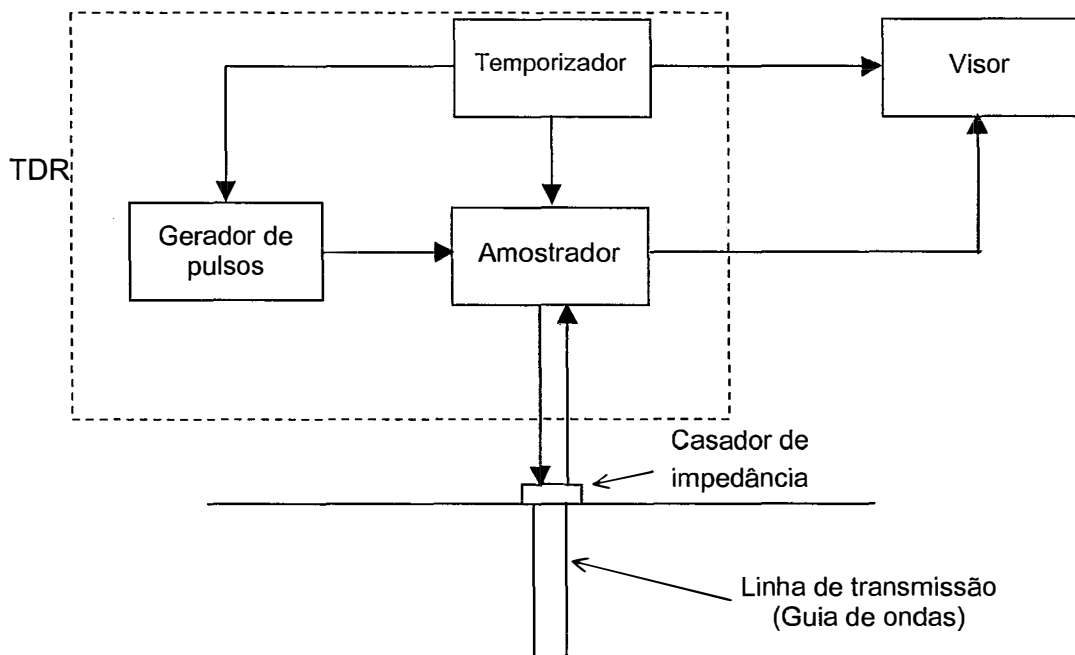 Temporizador
Visor
TDR
Gerador de
pulsos
Amostrador
Casador de
impedância
Linha de transmissão
(Guia de ondas)